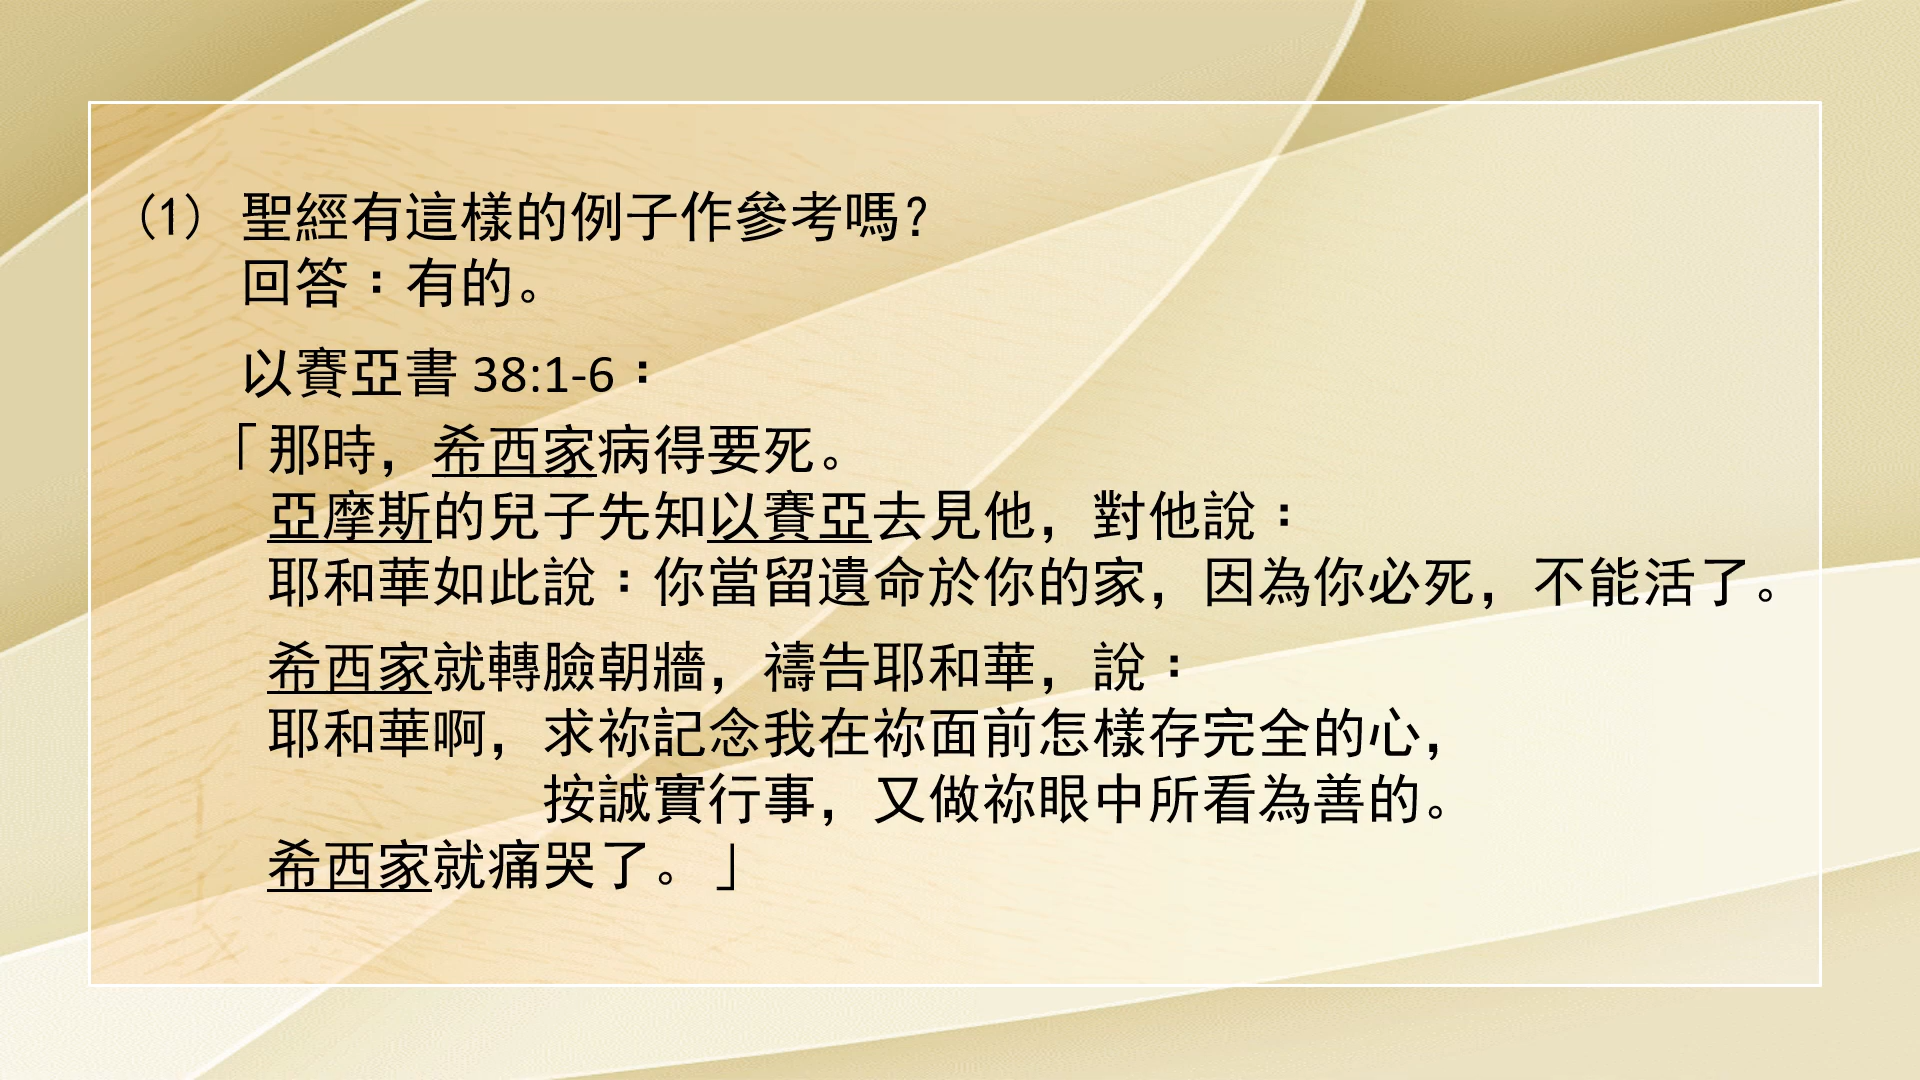 (1) 聖經有這樣的例子作參考嗎?
回答：有的。
以賽亞書 38:1-6：
「那時，希西家病得要死。
亞摩斯的兒子先知以賽亞去見他，對他說：
耶和華如此說：你當留遺命於你的家，因為你必死，不能活了。
希西家就轉臉朝牆，禱告耶和華，說：
耶和華啊，求祢記念我在祢面前怎樣存完全的心，
按誠實行事，又做祢眼中所看為善的。
希西家就痛哭了。」